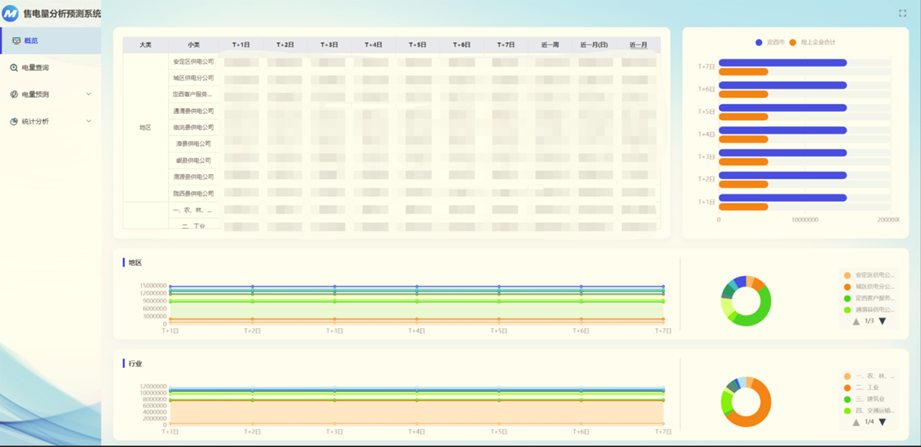 M 售电量分析预测系统
概览
电量查询
电量预测
统计分析
大类 小类 T+1日 T+2日 T+3日 T+4日 T+5日 T+6日 T+7日 近一周 近一月(日) 近一月
地区
安定区供电公司
城区供电分公司
定西客户服务...
通渭县供电公司
临洮县供电公司
漳县供电公司
岷县供电公司
渭源县供电公司
陇西县供电公司
一、农、林、...
二、工业
定西市 规上企业合计
T+7日
T+6日
T+5日
T+4日
T+3日
T+2日
T+1日
0 10000000 200000
地区
15000000
12000000
9000000
6000000
3000000
0
T+1日 T+2日 T+3日 T+4日 T+5日 T+6日 T+7日
安定区供电公...
城区供电分公...
定西客户服务...
通渭县供电公...
1/3
行业
12000000
10000000
8000000
6000000
4000000
2000000
0
T+1日 T+2日 T+3日 T+4日 T+5日 T+6日 T+7日
一、农、林、...
二、工业
三、建筑业
四、交通运输...
1/4